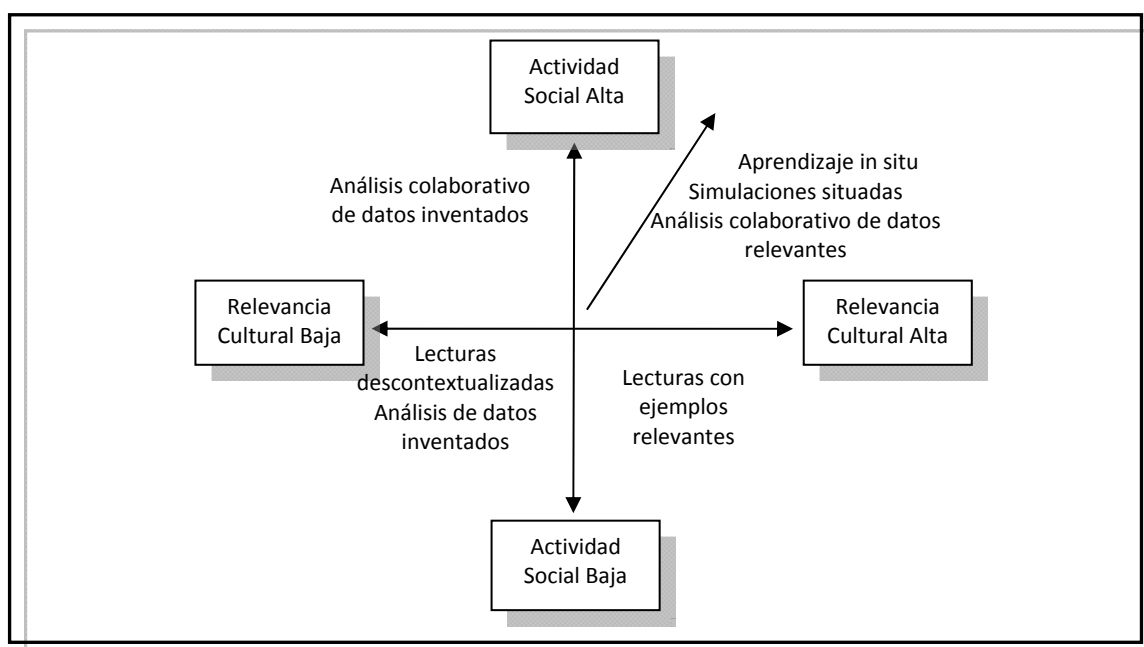 Actividad
Social Alta
Análisis colaborativo
de datos inventados
Aprendizaje in situ
Simulaciones situadas
Análisis colaborativo de datos
relevantes
Relevancia
Cultural Baja
Relevancia
Cultural Alta
Lecturas
descontextualizadas
Análisis de datos
inventados
Lecturas con
ejemplos
relevantes
Actividad
Social Baja